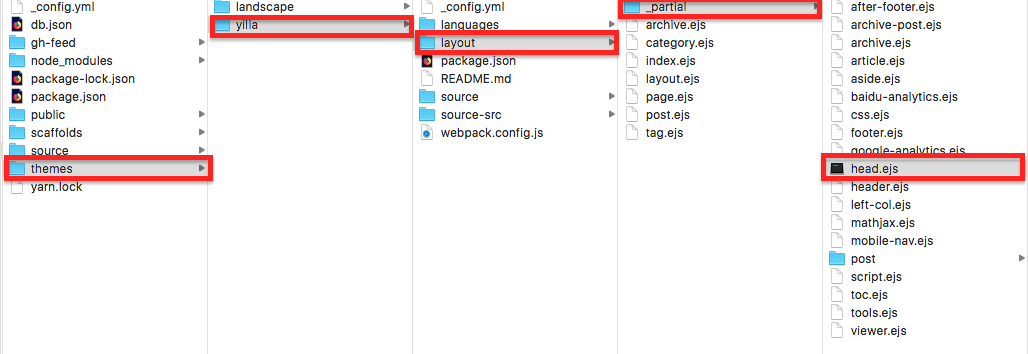 _config.yml
db.json
gh-feed
node_modules
package-lock.json
package.json
public
scaffolds
source
themes
yarn.lock
landscape
yilia
_config.yml
languages
layout
package.json
README.md
source
source-src
webpack.config.js
_partial
archive.ejs
category.ejs
index.ejs
layout.ejs
page.ejs
post.ejs
tag.ejs
after-footer.ejs
archive-post.ejs
archive.ejs
article.ejs
aside.ejs
baidu-analytics.ejs
css.ejs
footer.ejs
google-analytics.ejs
head.ejs
header.ejs
left-col.ejs
mathjax.ejs
mobile-nav.ejs
post
script.ejs
toc.ejs
tools.ejs
viewer.ejs